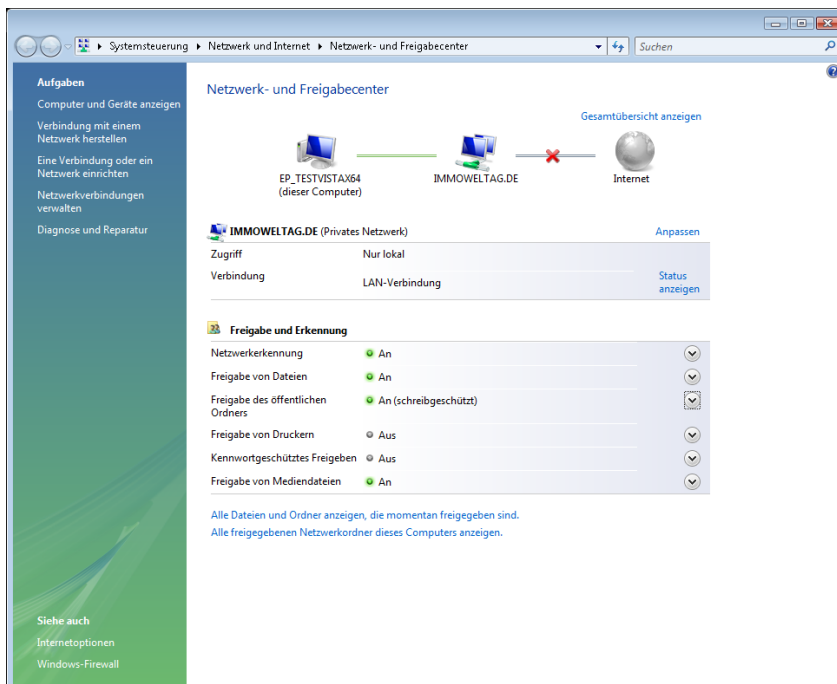 Systemsteuerung ▸ Netzwerk und Internet ▸ Netzwerk- und Freigabecenter
Suchen
Aufgaben
Computer und Geräte anzeigen
Verbindung mit einem
Netzwerk herstellen
Eine Verbindung oder ein
Netzwerk einrichten
Netzwerkverbindungen
verwalten
Diagnose und Reparatur
Netzwerk- und Freigabecenter
Gesamtübersicht anzeigen
EP_TESTVISTAX64
(dieser Computer)
IMMOWELTAG.DE
Internet
IMMOWELTAG.DE (Privates Netzwerk) Anpassen
Zugriff Nur lokal
Verbindung LAN-Verbindung Status
anzeigen
Freigabe und Erkennung
Netzwerkerkennung An
Freigabe von Dateien An
Freigabe des öffentlichen An (schreibgeschützt)
Ordners
Freigabe von Druckern Aus
Kennwortgeschütztes Freigeben Aus
Freigabe von Mediendateien An
Alle Dateien und Ordner anzeigen, die momentan freigegeben sind.
Alle freigegebenen Netzwerkordner dieses Computers anzeigen.
Siehe auch
Internetoptionen
Windows-Firewall